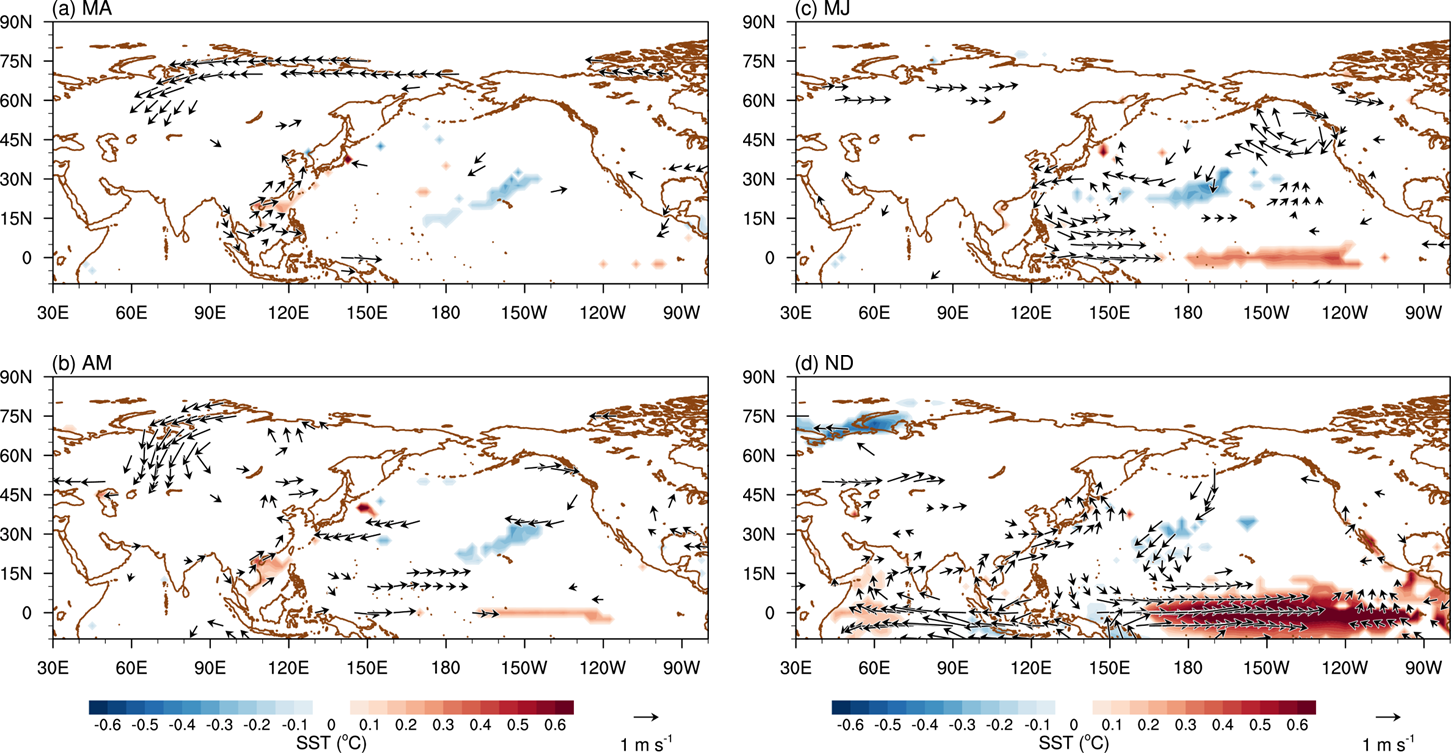 (a) MA
90N
75N
60N
45N
30N
15N
0
30E 60E 90E 120E 150E 180 150W 120W 90W
(c) MJ
90N
75N
60N
45N
30N
15N
0
30E 60E 90E 120E 150E 180 150W 120W 90W
(b) AM
90N
75N
60N
45N
30N
15N
0
30E 60E 90E 120E 150E 180 150W 120W 90W
(d) ND
90N
75N
60N
45N
30N
15N
0
30E 60E 90E 120E 150E 180 150W 120W 90W
-0.6 -0.5 -0.4 -0.3 -0.2 -0.1 0 0.1 0.2 0.3 0.4 0.5 0.6
SST (°C)
1 m s⁻¹
-0.6 -0.5 -0.4 -0.3 -0.2 -0.1 0 0.1 0.2 0.3 0.4 0.5 0.6
SST (°C)
1 m s⁻¹